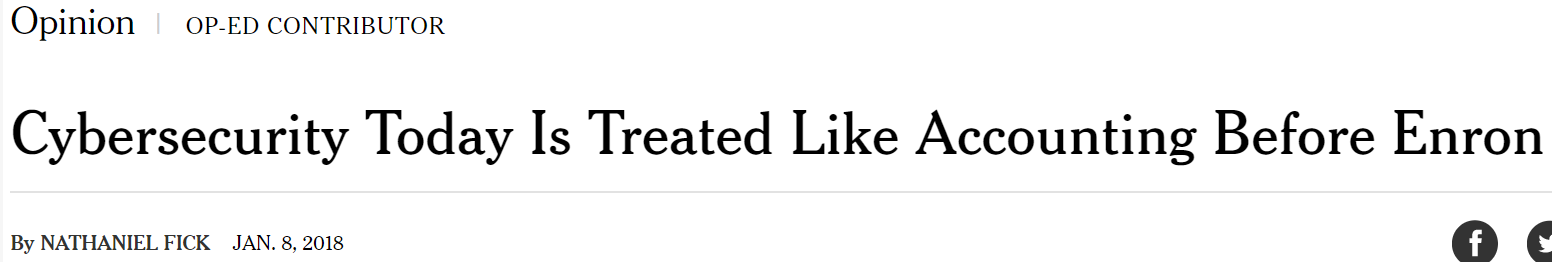 Opinion | OP-ED CONTRIBUTOR
Cybersecurity Today Is Treated Like Accounting Before Enron
By NATHANIEL FICK JAN. 8, 2018